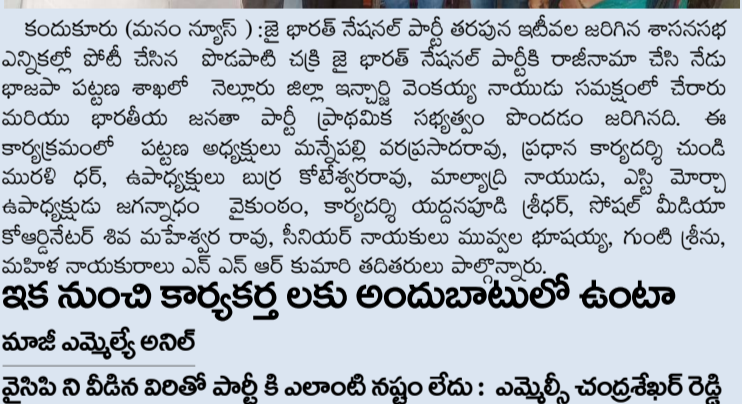 కందుకూరు (మనం న్యూస్ ) :జై భారత్ నేషనల్ పార్టీ తరపున ఇటీవల జరిగిన శాసనసభ
ఎన్నికల్లో పోటీ చేసిన పొడపాటి చక్రి జై భారత్ నేషనల్ పార్టీకి రాజీనామా చేసి నేడు
భాజపా పట్టణ శాఖలో నెల్లూరు జిల్లా ఇన్చార్జి వెంకయ్య నాయుడు సమక్షంలో చేరారు
మరియు భారతీయ జనతా పార్టీ ప్రాథమిక సభ్యత్వం పొందడం జరిగినది. ఈ
కార్యక్రమంలో పట్టణ అధ్యక్షులు మన్నేపల్లి వరప్రసాదరావు, ప్రధాన కార్యదర్శి చుండి
మురళి ధర్, ఉపాధ్యక్షులు బుర్ర కోటేశ్వరరావు, మాల్యాద్రి నాయుడు, ఎస్టి మోర్చా
ఉపాధ్యక్షుడు జగన్నాధం వైకుంఠం, కార్యదర్శి యద్దనపూడి శ్రీధర్, సోషల్ మీడియా
కోఆర్డినేటర్ శివ మహేశ్వర రావు, సీనియర్ నాయకులు మువ్వల భూషయ్య, గుంటి శ్రీను,
మహిళ నాయకురాలు ఎన్ ఎన్ ఆర్ కుమారి తదితరులు పాల్గొన్నారు.
ఇక నుంచి కార్యకర్త లకు అందుబాటులో ఉంటా
మాజీ ఎమ్మెల్యే అనిల్
వైసిపి ని వీడిన విరితో పార్టీ కి ఎలాంటి నష్టం లేదు : ఎమ్మెల్సీ చంద్రశేఖర్ రెడ్డి